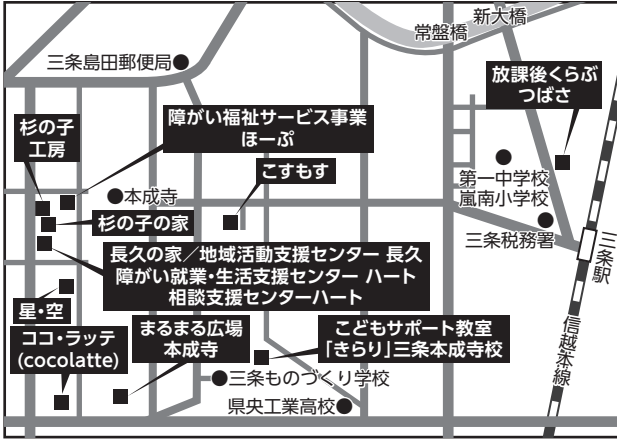 新大橋
常盤橋
三条島田郵便局
放課後くらぶ
つばさ
障がい福祉サービス事業
ほーぷ
杉の子
工房
こすもす
第一中学校
嵐南小学校
本成寺
杉の子の家
三条税務署
三条駅
長久の家／地域活動支援センター 長久
障がい就業・生活支援センター ハート
相談支援センターハート
星・空
信越本線
ココ・ラッテ
(cocolatte)
まるまる広場
本成寺
こどもサポート教室
「きらり」三条本成寺校
三条ものづくり学校
県央工業高校